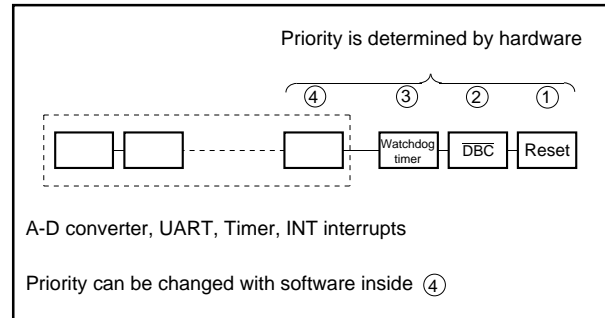 Priority is determined by hardware
④ ③ ② ①
Watchdog
timer
D̅B̅C̅
Reset
A-D converter, UART, Timer, INT interrupts
Priority can be changed with software inside ④